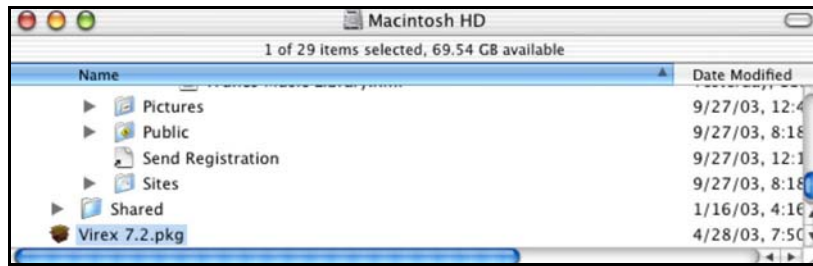 Macintosh HD
1 of 29 items selected, 69.54 GB available
Name Date Modified
Pictures 9/27/03, 12:4
Public 9/27/03, 8:18
Send Registration 9/27/03, 12:1
Sites 9/27/03, 8:18
Shared 1/16/03, 4:16
Virex 7.2.pkg 4/28/03, 7:50